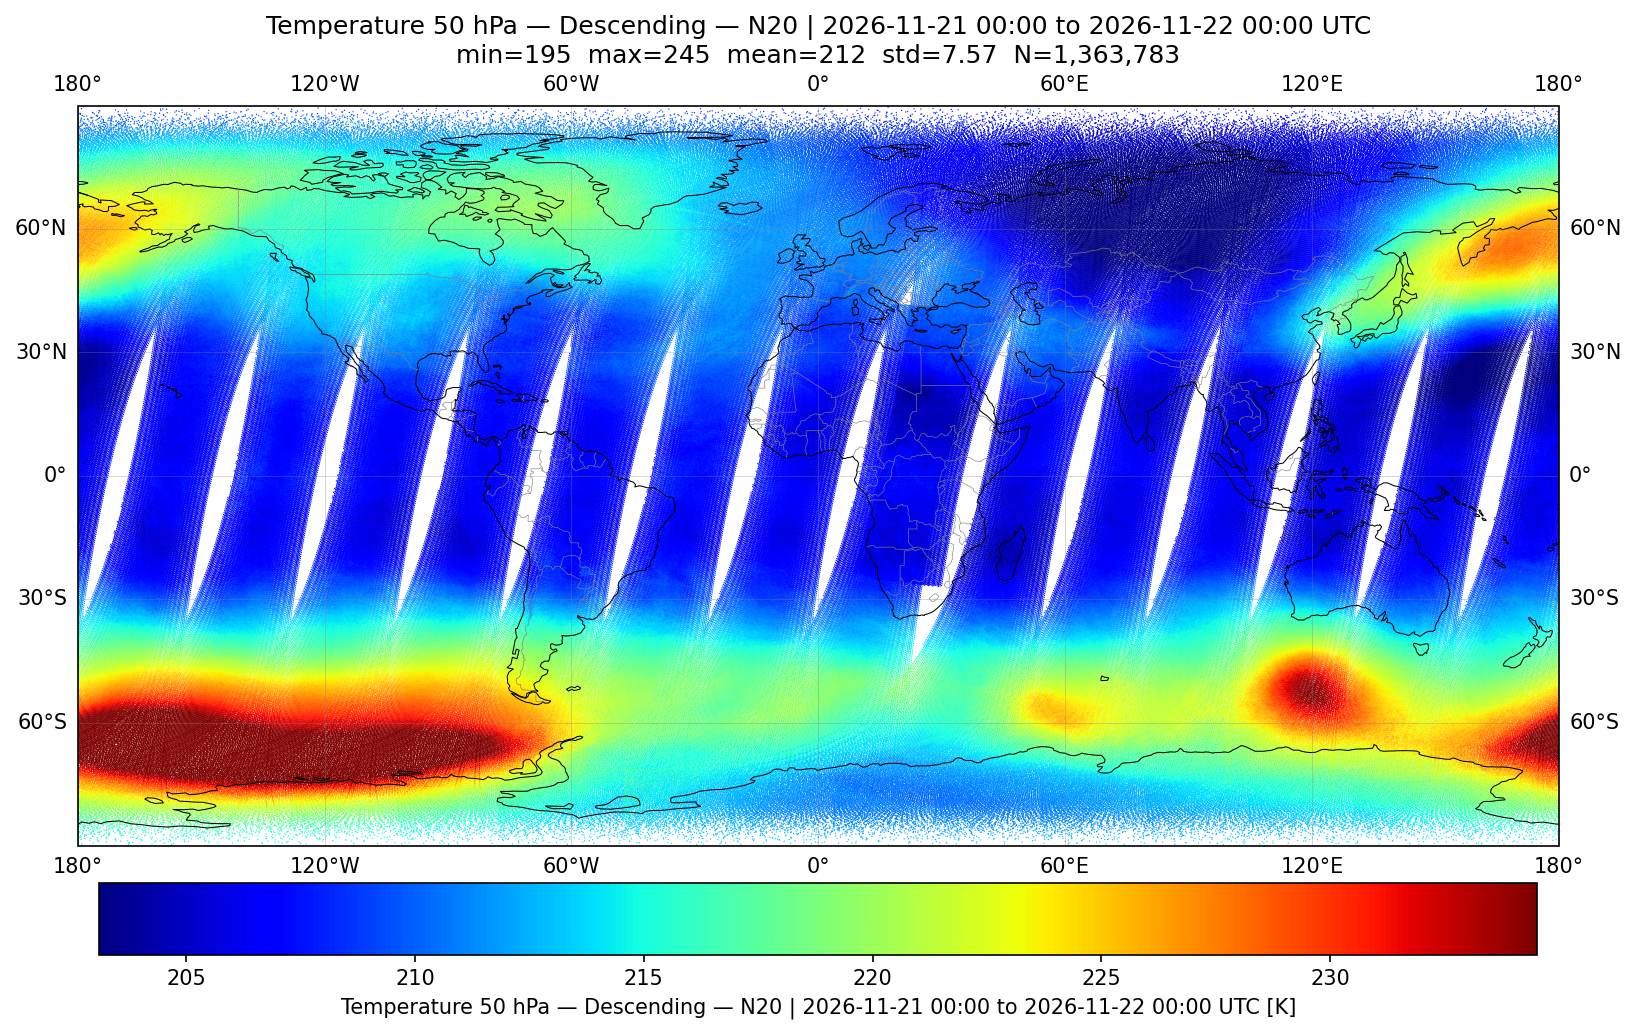 Temperature 50 hPa — Descending — N20 | 2026-11-21 00:00 to 2026-11-22 00:00 UTC
min=195 max=245 mean=212 std=7.57 N=1,363,783
180° 120°W 60°W 0° 60°E 120°E 180°
60°N 60°N
30°N 30°N
0° 0°
30°S 30°S
60°S 60°S
180° 120°W 60°W 0° 60°E 120°E 180°
205 210 215 220 225 230
Temperature 50 hPa — Descending — N20 | 2026-11-21 00:00 to 2026-11-22 00:00 UTC [K]